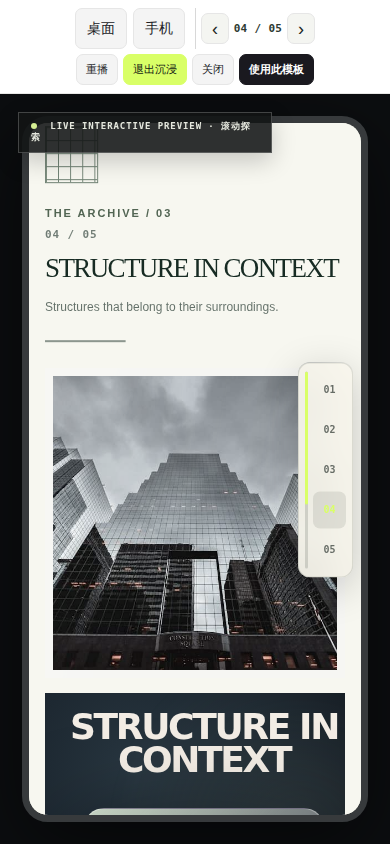 桌面
手机
‹
04 / 05
›
重播
退出沉浸
关闭
使用此模板
LIVE INTERACTIVE PREVIEW · 滚动探
索
THE ARCHIVE / 03
04 / 05
STRUCTURE IN CONTEXT
Structures that belong to their surroundings.
01
02
03
04
05
STRUCTURE IN
CONTEXT